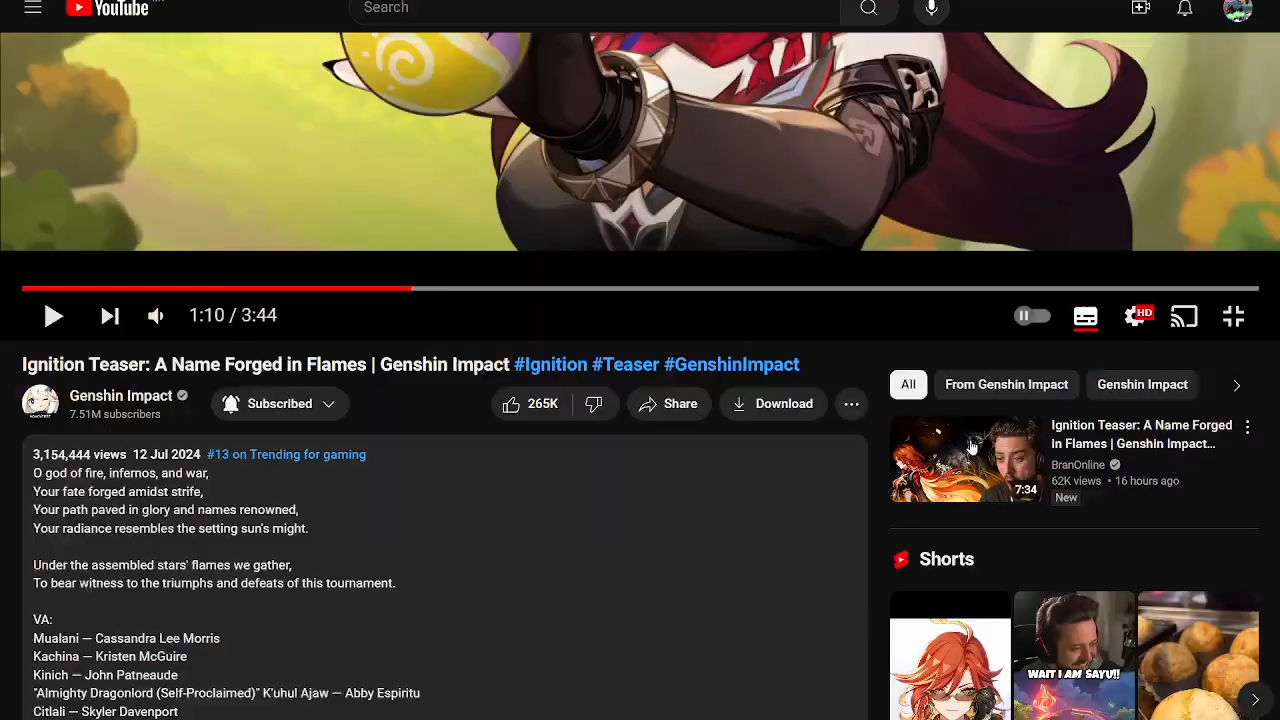 YouTube
Search
1:10 / 3:44
HD
Ignition Teaser: A Name Forged in Flames | Genshin Impact #Ignition #Teaser #GenshinImpact
Genshin Impact
7.51M subscribers
Subscribed
265K
Share
Download
All
From Genshin Impact
Genshin Impact
3,154,444 views 12 Jul 2024 #13 on Trending for gaming
O god of fire, infernos, and war,
Your fate forged amidst strife,
Your path paved in glory and names renowned,
Your radiance resembles the setting sun's might.
Under the assembled stars' flames we gather,
To bear witness to the triumphs and defeats of this tournament.
VA:
Mualani — Cassandra Lee Morris
Kachina — Kristen McGuire
Kinich — John Patneaude
"Almighty Dragonlord (Self-Proclaimed)" K'uhul Ajaw — Abby Espiritu
Citlali — Skyler Davenport
7:34
Ignition Teaser: A Name Forged
in Flames | Genshin Impact...
BranOnline
62K views • 16 hours ago
New
Shorts
WAIT I AM SAYU!!